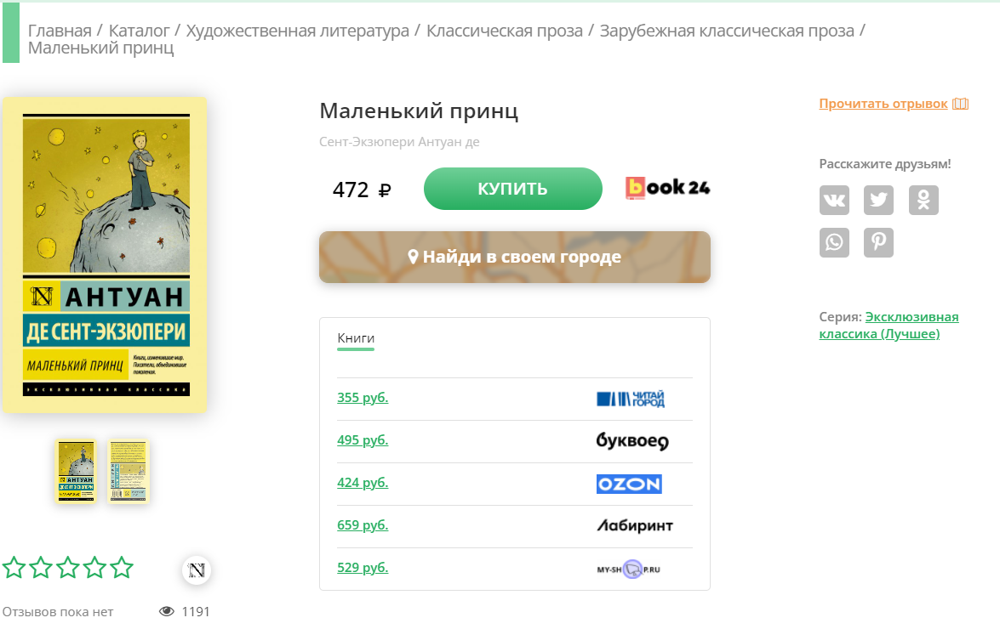 Главная / Каталог / Художественная литература / Классическая проза / Зарубежная классическая проза /
Маленький принц
АНТУАН
ДЕ СЕНТ-ЭКЗЮПЕРИ
МАЛЕНЬКИЙ ПРИНЦ
Книги, изменившие мир.
Писатели, объединившие
поколения.
ЭКСКЛЮЗИВНАЯ КЛАССИКА
Отзывов пока нет
1191
Маленький принц
Сент-Экзюпери Антуан де
472 ₽
КУПИТЬ
book 24
Найди в своем городе
Книги
355 руб. ЧИТАЙ ГОРОД
495 руб. буквоед
424 руб. OZON
659 руб. Лабиринт
529 руб. MY-SHOP.RU
Прочитать отрывок
Расскажите друзьям!
Серия: Эксклюзивная
классика (Лучшее)